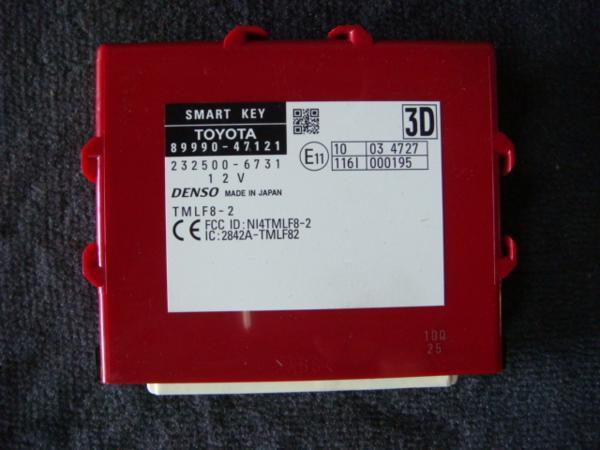 SMART KEY
TOYOTA
89990-47121
3D
E11
10 03 4727
116I 000195
232500-6731
12V
DENSO MADE IN JAPAN
TMLF8-2
CE FCC ID:NI4TMLF8-2
IC:2842A-TMLF82
10Q
25